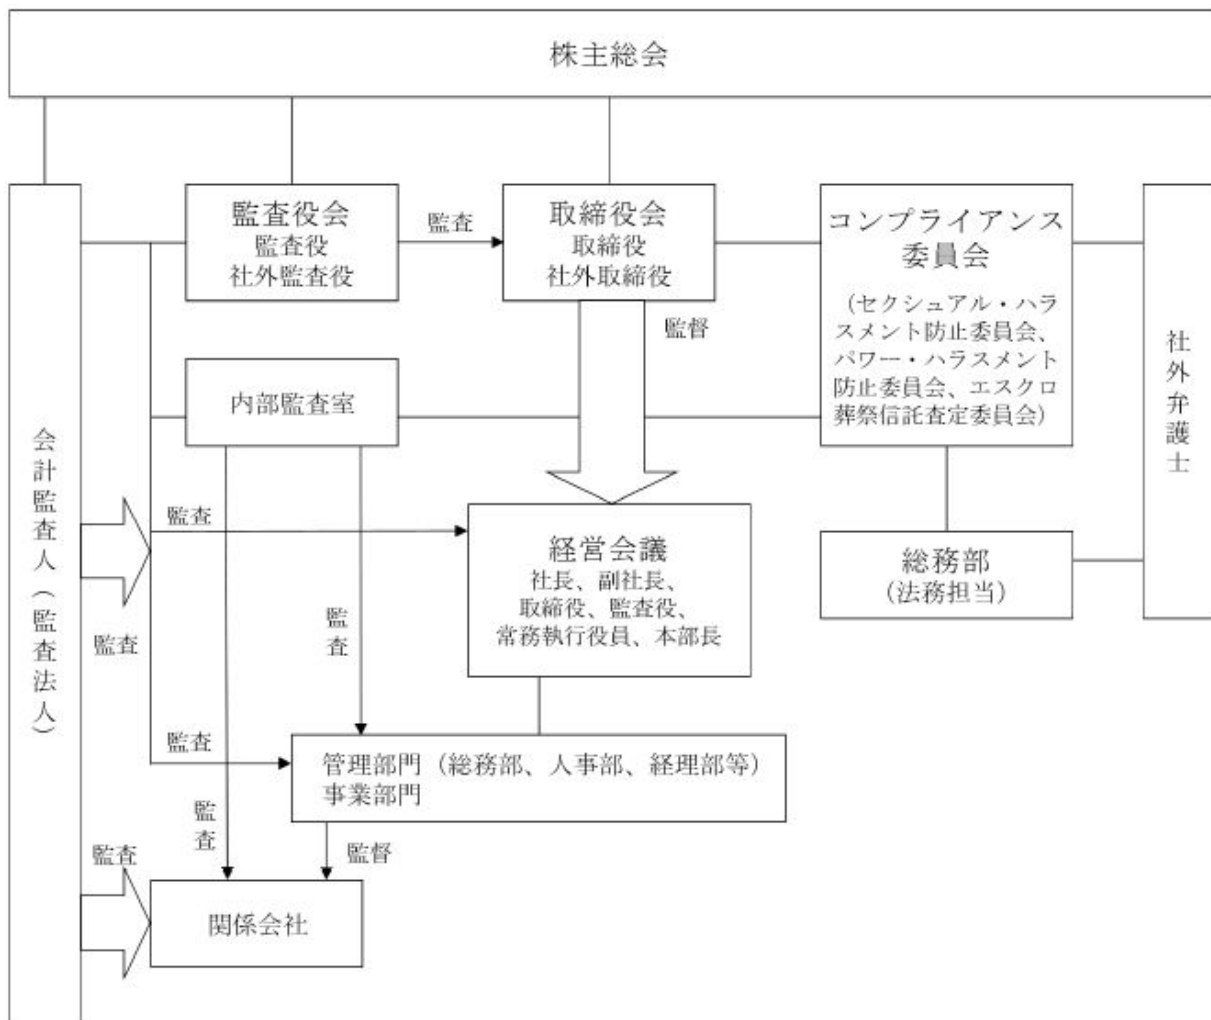 株主総会
監査役会
監査役
社外監査役
監査
取締役会
取締役
社外取締役
監督
コンプライアンス
委員会
（セクシュアル・ハラ
スメント防止委員会、
パワー・ハラスメント
防止委員会、エスクロ
葬祭信託査定委員会）
社外弁護士
内部監査室
会計監査人（監査法人）
監査
監査
経営会議
社長、副社長、
取締役、監査役、
常務執行役員、本部長
総務部
（法務担当）
監査
監査
管理部門（総務部、人事部、経理部等）
事業部門
監査
監督
監査
関係会社